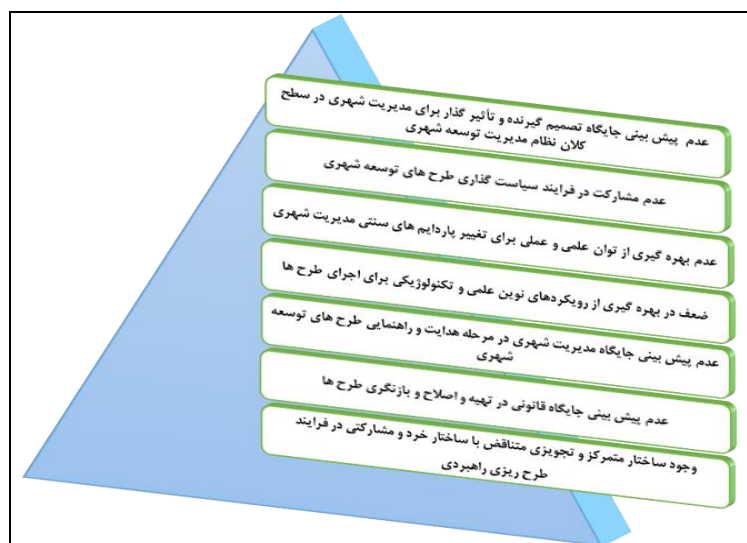 عدم پیش بینی جایگاه تصمیم گیرنده و تأثیر گذار برای مدیریت شهری در سطح
کلان نظام مدیریت توسعه شهری
عدم مشارکت در فرایند سیاست گذاری طرح های توسعه شهری
عدم بهره گیری از توان علمی و عملی برای تغییر پاردایم های سنتی مدیریت شهری
ضعف در بهره گیری از رویکردهای نوین علمی و تکنولوژیکی برای اجرای طرح ها
عدم پیش بینی جایگاه مدیریت شهری در مرحله هدایت و راهنمایی طرح های توسعه
شهری
عدم پیش بینی جایگاه قانونی در تهیه و اصلاح و بازنگری طرح ها
وجود ساختار متمرکز و تجویزی متناقض با ساختار خرد و مشارکتی در فرایند
طرح ریزی راهبردی